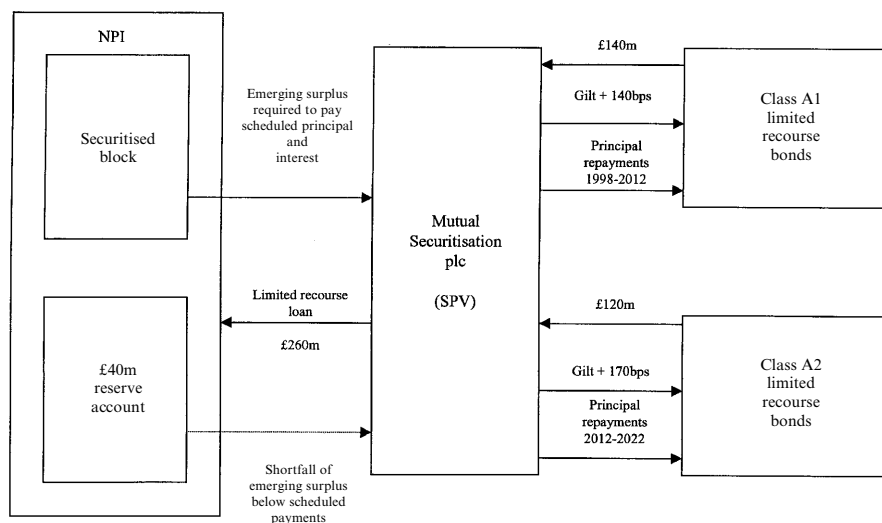 NPI
Securitised
block
£40m
reserve
account
Emerging surplus
required to pay
scheduled principal
and
interest
Limited recourse
loan
£260m
Shortfall of
emerging surplus
below scheduled
payments
Mutual
Securitisation
plc
(SPV)
£140m
Gilt + 140bps
Principal
repayments
1998-2012
Class A1
limited
recourse
bonds
£120m
Gilt + 170bps
Principal
repayments
2012-2022
Class A2
limited
recourse
bonds